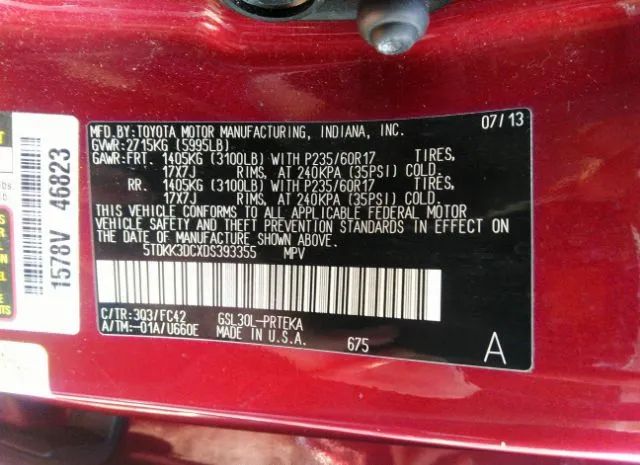 MFD.BY:TOYOTA MOTOR MANUFACTURING, INDIANA, INC. 07/13
GVWR:2715KG (5995LB)
GAWR:FRT. 1405KG (3100LB) WITH P235/60R17 TIRES,
17X7J RIMS, AT 240KPA (35PSI) COLD.
RR. 1405KG (3100LB) WITH P235/60R17 TIRES,
17X7J RIMS, AT 240KPA (35PSI) COLD.
THIS VEHICLE CONFORMS TO ALL APPLICABLE FEDERAL MOTOR
VEHICLE SAFETY AND THEFT PREVENTION STANDARDS IN EFFECT ON
THE DATE OF MANUFACTURE SHOWN ABOVE.
5TDKK3DCXDS393355 MPV
C/TR:3Q3/FC42 GSL30L-PRTEKA
A/TM:-01A/U660E MADE IN U.S.A. 675
A
1578V 46823